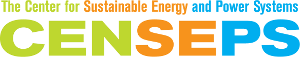 The Center for Sustainable Energy and Power Systems
CENSEPS